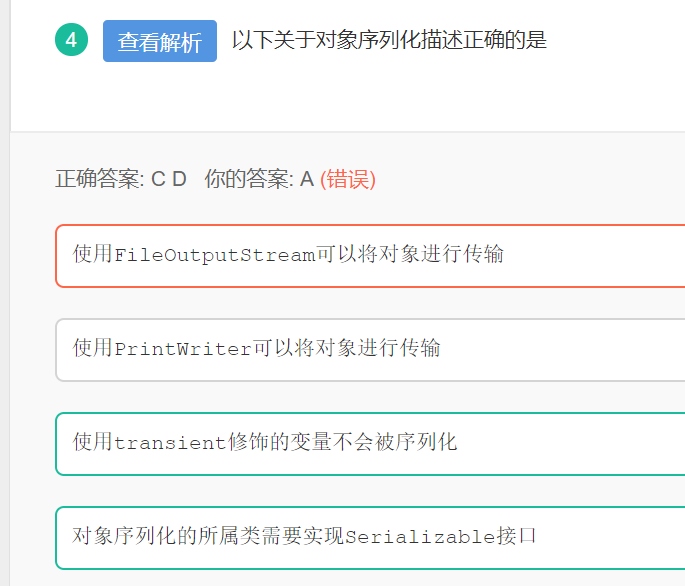 4 查看解析 以下关于对象序列化描述正确的是
正确答案: C D 你的答案: A (错误)
使用FileOutputStream可以将对象进行传输
使用PrintWriter可以将对象进行传输
使用transient修饰的变量不会被序列化
对象序列化的所属类需要实现Serializable接口